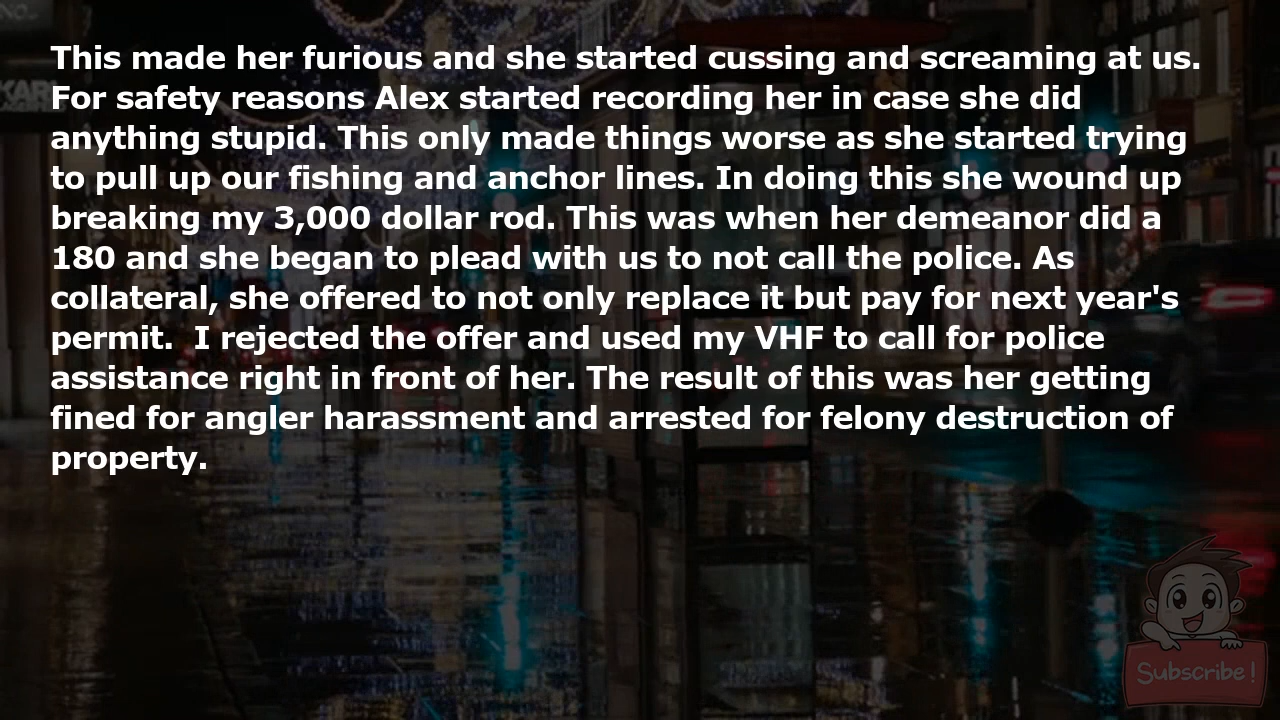 This made her furious and she started cussing and screaming at us.
For safety reasons Alex started recording her in case she did
anything stupid. This only made things worse as she started trying
to pull up our fishing and anchor lines. In doing this she wound up
breaking my 3,000 dollar rod. This was when her demeanor did a
180 and she began to plead with us to not call the police. As
collateral, she offered to not only replace it but pay for next year's
permit.  I rejected the offer and used my VHF to call for police
assistance right in front of her. The result of this was her getting
fined for angler harassment and arrested for felony destruction of
property.
Subscribe!